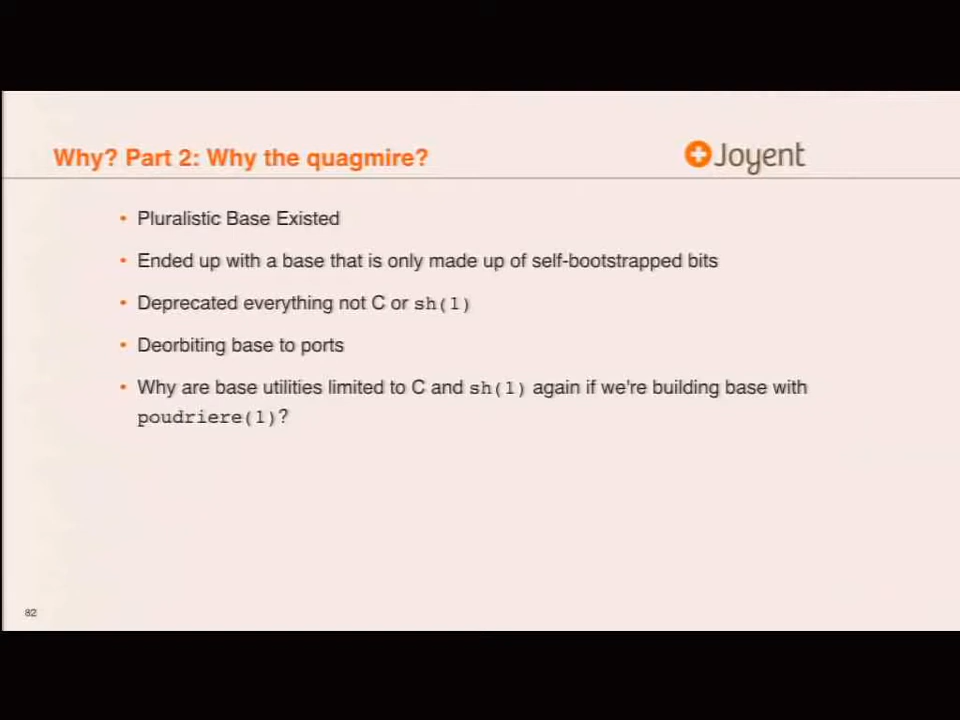 Why? Part 2: Why the quagmire?
Joyent
• Pluralistic Base Existed
• Ended up with a base that is only made up of self-bootstrapped bits
• Deprecated everything not C or sh(1)
• Deorbiting base to ports
• Why are base utilities limited to C and sh(1) again if we're building base with
poudriere(1)?
82